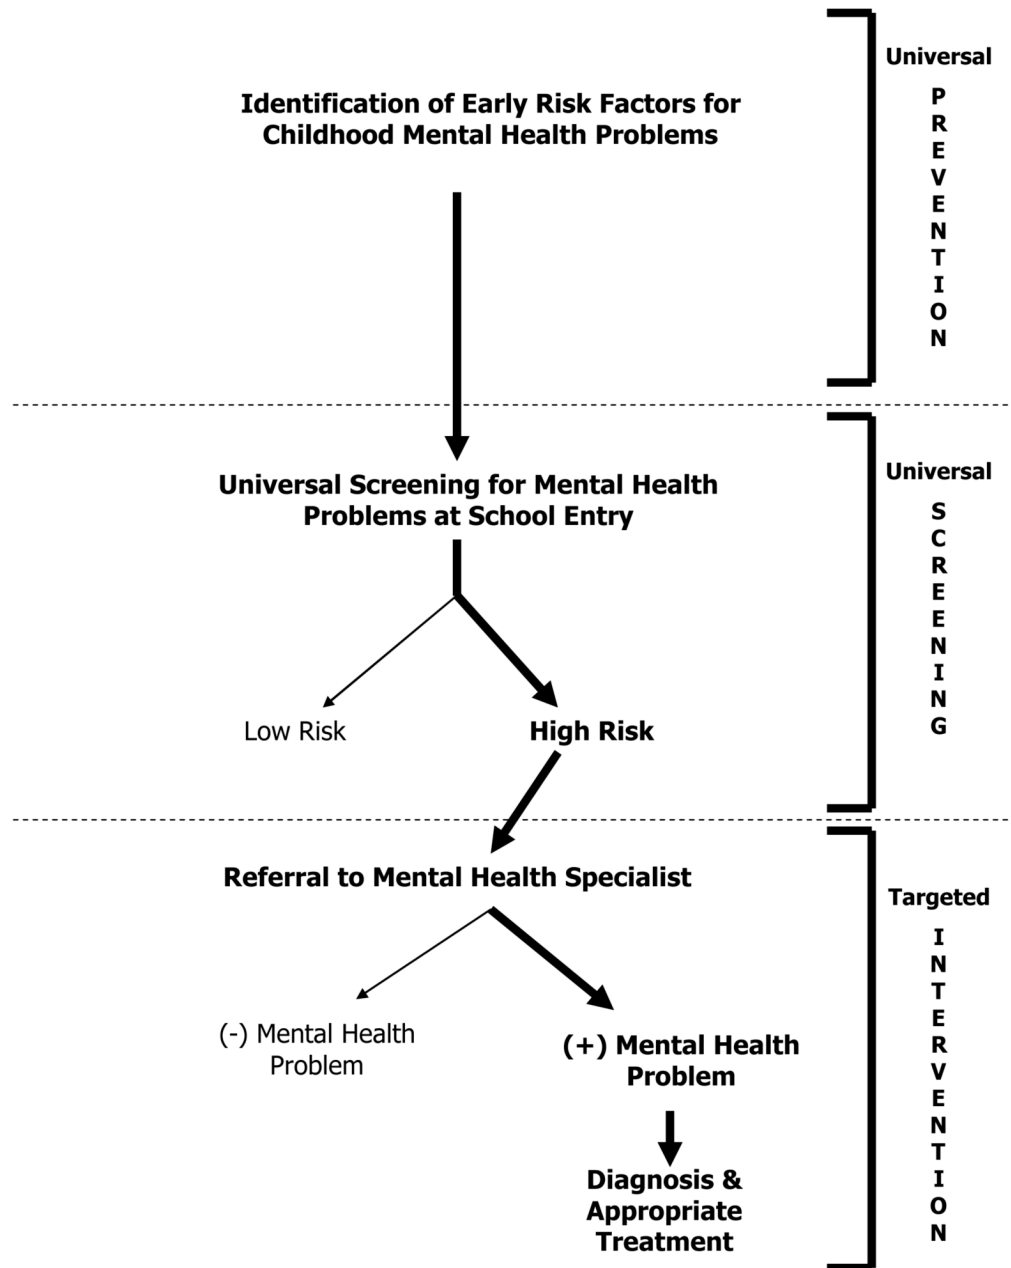 Universal
P
R
E
V
E
N
T
I
O
N
Identification of Early Risk Factors for
Childhood Mental Health Problems
Universal
S
C
R
E
E
N
I
N
G
Universal Screening for Mental Health
Problems at School Entry
Low Risk
High Risk
Targeted
I
N
T
E
R
V
E
N
T
I
O
N
Referral to Mental Health Specialist
(-) Mental Health
Problem
(+) Mental Health
Problem
Diagnosis &
Appropriate
Treatment